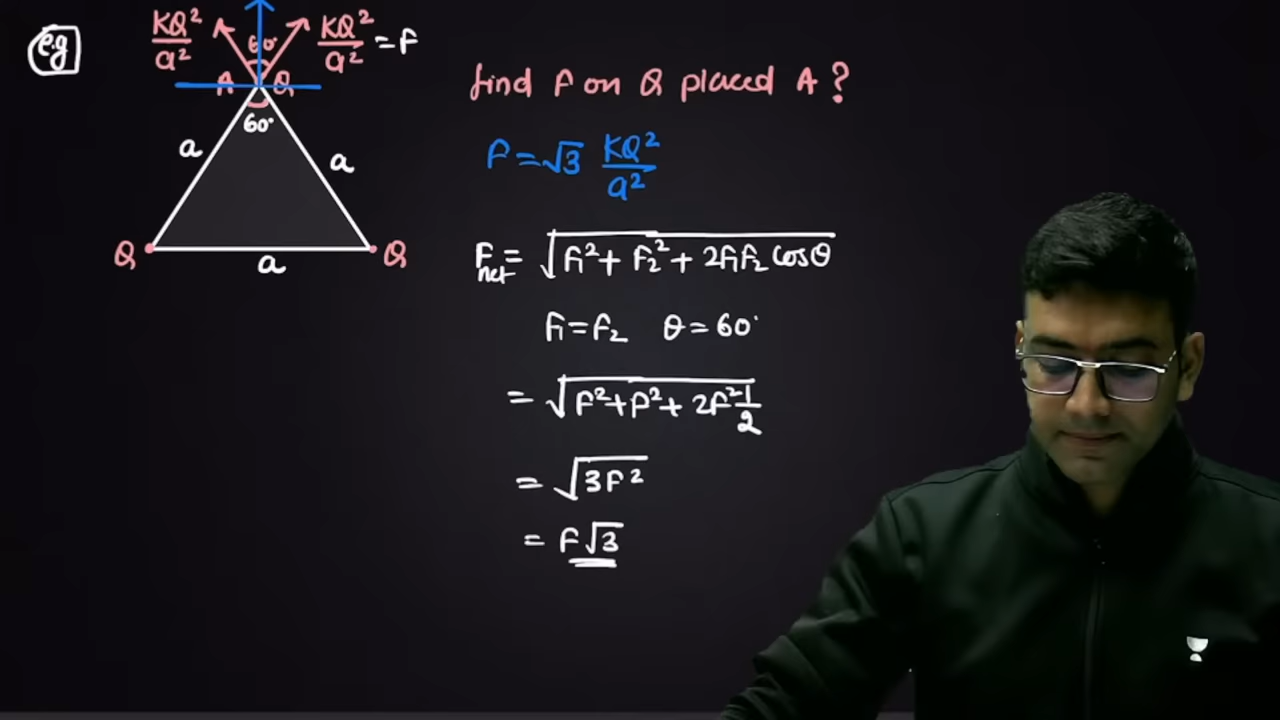 e.g
KQ²/a² 60° KQ²/a² = F
A Q
60°
a a
Q a Q
find F on Q placed A?
F = √3 KQ²/a²
Fnet = √(F₁² + F₂² + 2F₁F₂ cosθ)
F₁ = F₂ θ = 60°
= √(F² + F² + 2F² 1/2)
= √(3F²)
= F√3